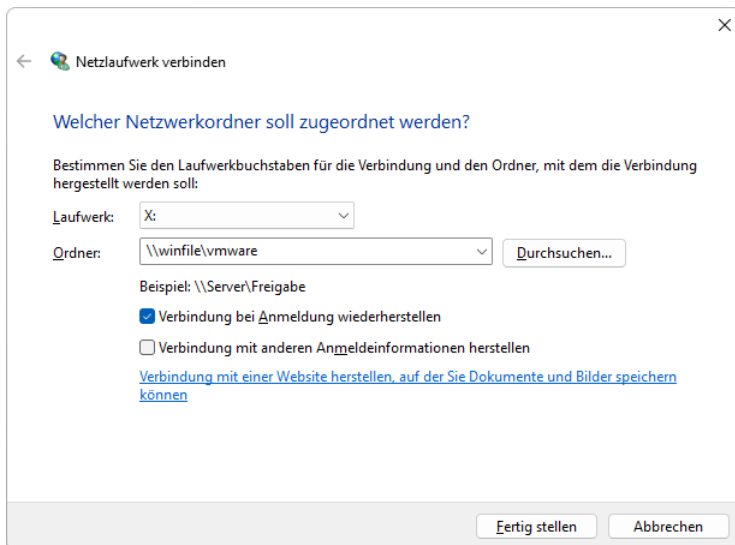 Netzlaufwerk verbinden
Welcher Netzwerkordner soll zugeordnet werden?
Bestimmen Sie den Laufwerkbuchstaben für die Verbindung und den Ordner, mit dem die Verbindung
hergestellt werden soll:
Laufwerk: X:
Ordner: \\winfile\vmware Durchsuchen...
Beispiel: \\Server\Freigabe
Verbindung bei Anmeldung wiederherstellen
Verbindung mit anderen Anmeldeinformationen herstellen
Verbindung mit einer Website herstellen, auf der Sie Dokumente und Bilder speichern
können
Fertig stellen Abbrechen